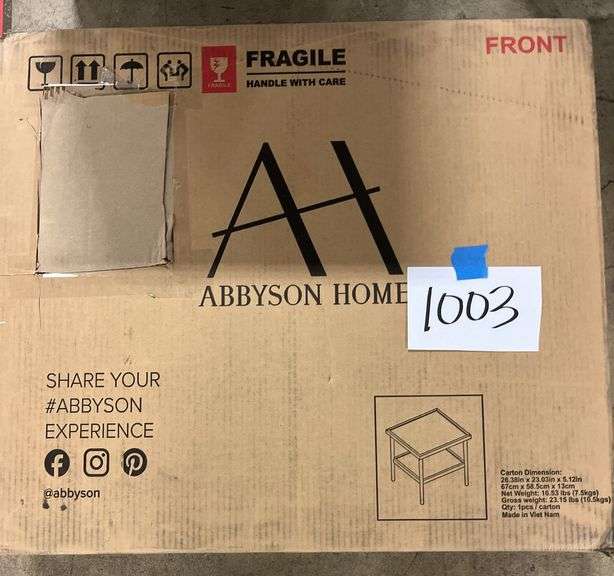 FRONT
FRAGILE
HANDLE WITH CARE
FRAGILE
AH
ABBYSON HOME
1003
SHARE YOUR
#ABBYSON
EXPERIENCE
@abbyson
Carton Dimension:
26.38in x 23.03in x 5.12in
67cm x 58.5cm x 13cm
Net Weight: 16.53 lbs (7.5kgs)
Gross weight: 23.15 lbs (10.5kgs)
Qty: 1pcs / carton
Made in Viet Nam